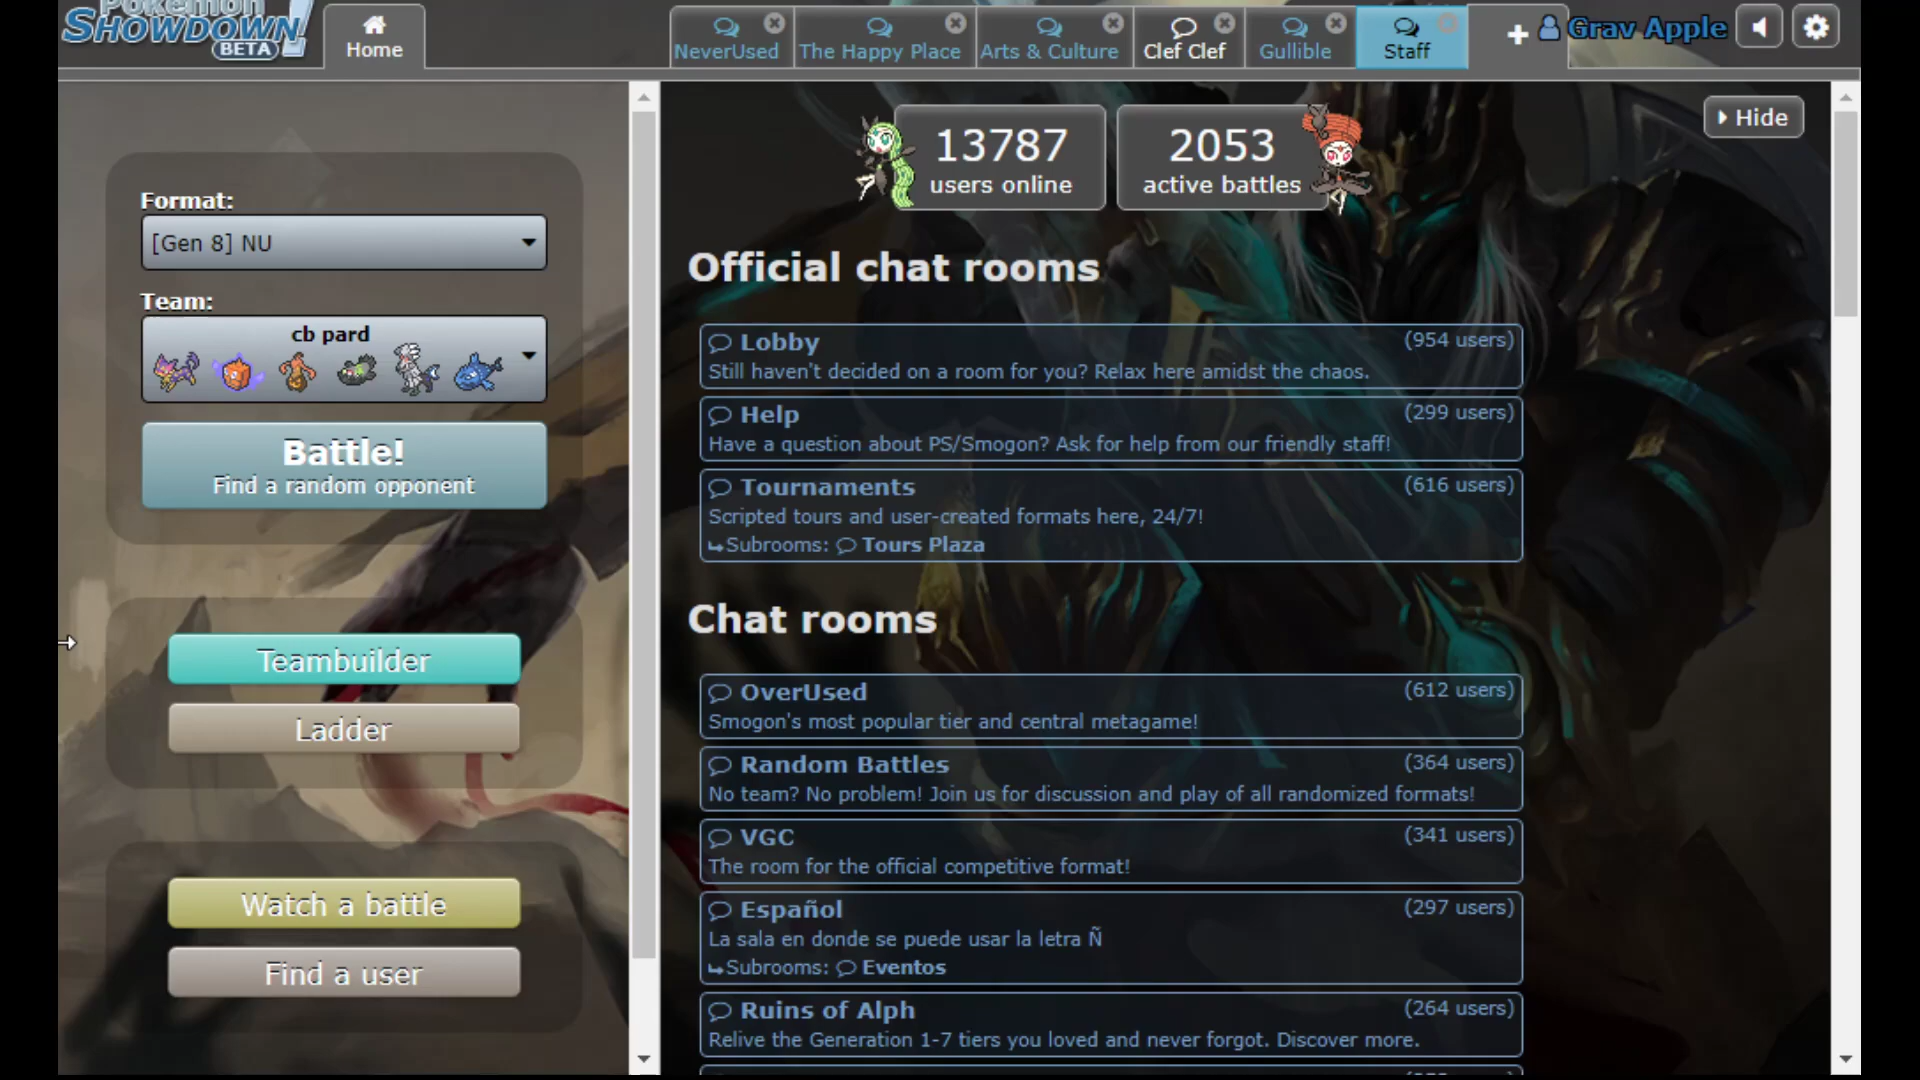 Pokémon
SHOWDOWN!
BETA
Home
NeverUsed
The Happy Place
Arts & Culture
Clef Clef
Gullible
Staff
Grav Apple
Format:
[Gen 8] NU
Team:
cb pard
Battle!
Find a random opponent
Teambuilder
Ladder
Watch a battle
Find a user
13787
users online
2053
active battles
Hide
Official chat rooms
Lobby (954 users)
Still haven't decided on a room for you? Relax here amidst the chaos.
Help (299 users)
Have a question about PS/Smogon? Ask for help from our friendly staff!
Tournaments (616 users)
Scripted tours and user-created formats here, 24/7!
Subrooms: Tours Plaza
Chat rooms
OverUsed (612 users)
Smogon's most popular tier and central metagame!
Random Battles (364 users)
No team? No problem! Join us for discussion and play of all randomized formats!
VGC (341 users)
The room for the official competitive format!
Español (297 users)
La sala en donde se puede usar la letra Ñ
Subrooms: Eventos
Ruins of Alph (264 users)
Relive the Generation 1-7 tiers you loved and never forgot. Discover more.